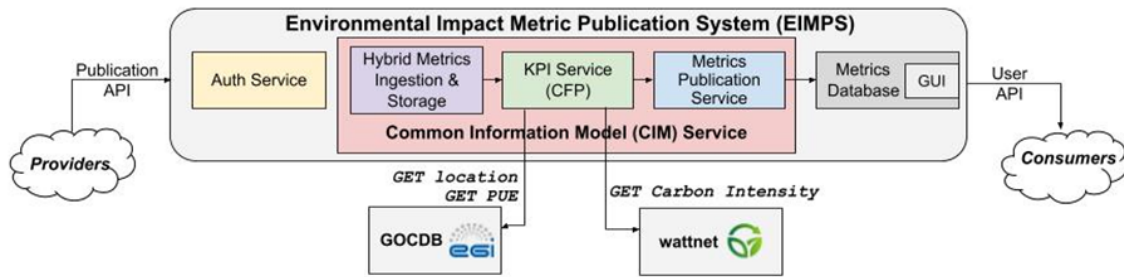 Environmental Impact Metric Publication System (EIMPS)
Publication
API
Auth Service
Hybrid Metrics
Ingestion &
Storage
KPI Service
(CFP)
Metrics
Publication
Service
Metrics
Database
GUI
User
API
Common Information Model (CIM) Service
Providers
Consumers
GET location
GET PUE
GET Carbon Intensity
GOCDB
eGI
wattnet